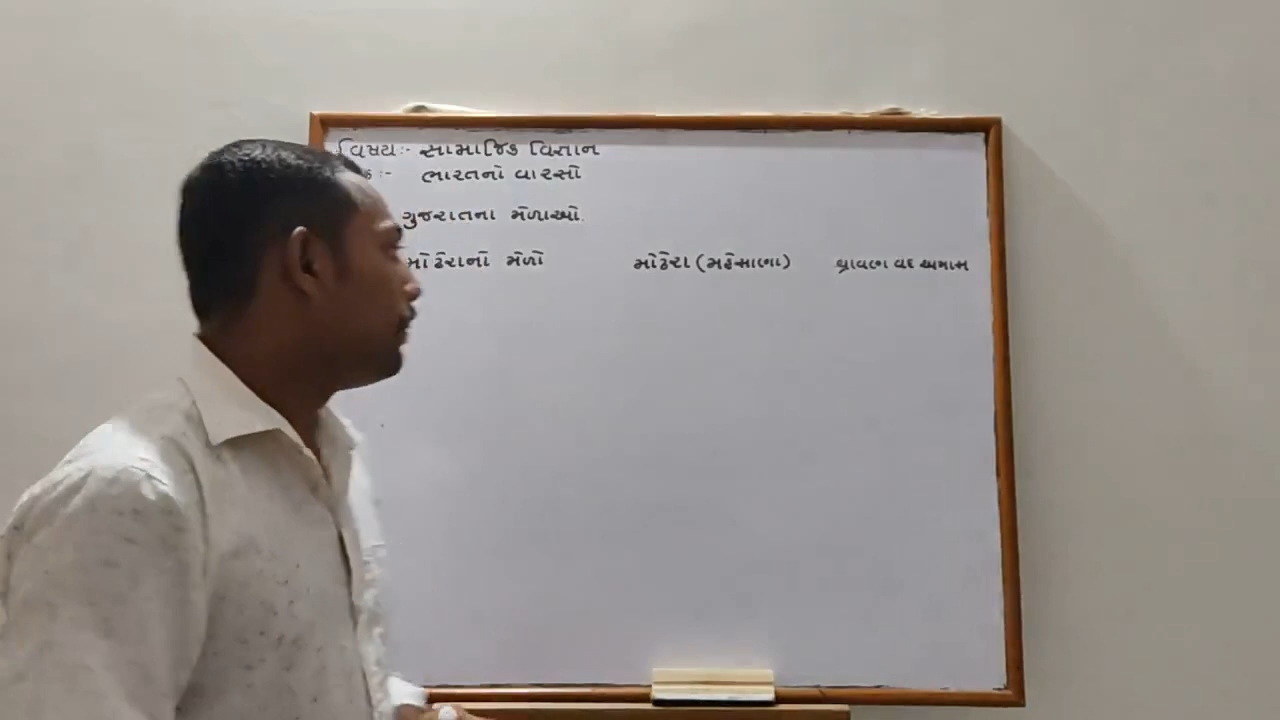 વિષય:- સામાજિક વિજ્ઞાન
:- ભારતનો વારસો
ગુજરાતના મેળાઓ.
મોઢેરાનો મેળો મોઢેરા (મહેસાણા) શ્રાવણ વદ અમાસ